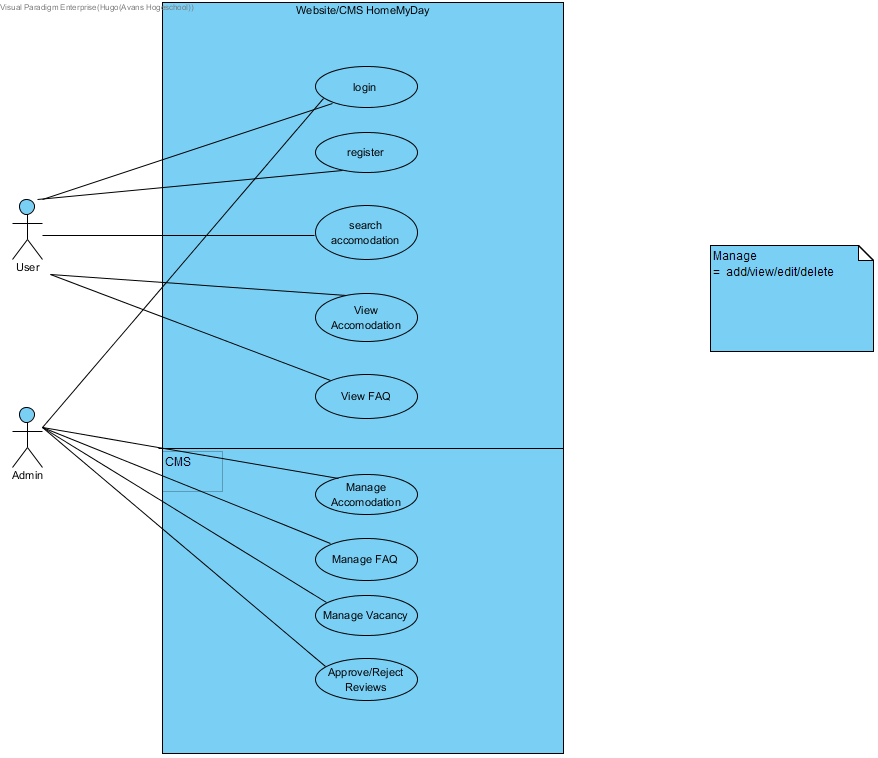 Visual Paradigm Enterprise(Hugo(Avans Hogeschool))
Website/CMS HomeMyDay
login
register
search
accomodation
User
View
Accomodation
View FAQ
Admin
CMS
Manage
Accomodation
Manage FAQ
Manage Vacancy
Approve/Reject
Reviews
Manage
= add/view/edit/delete